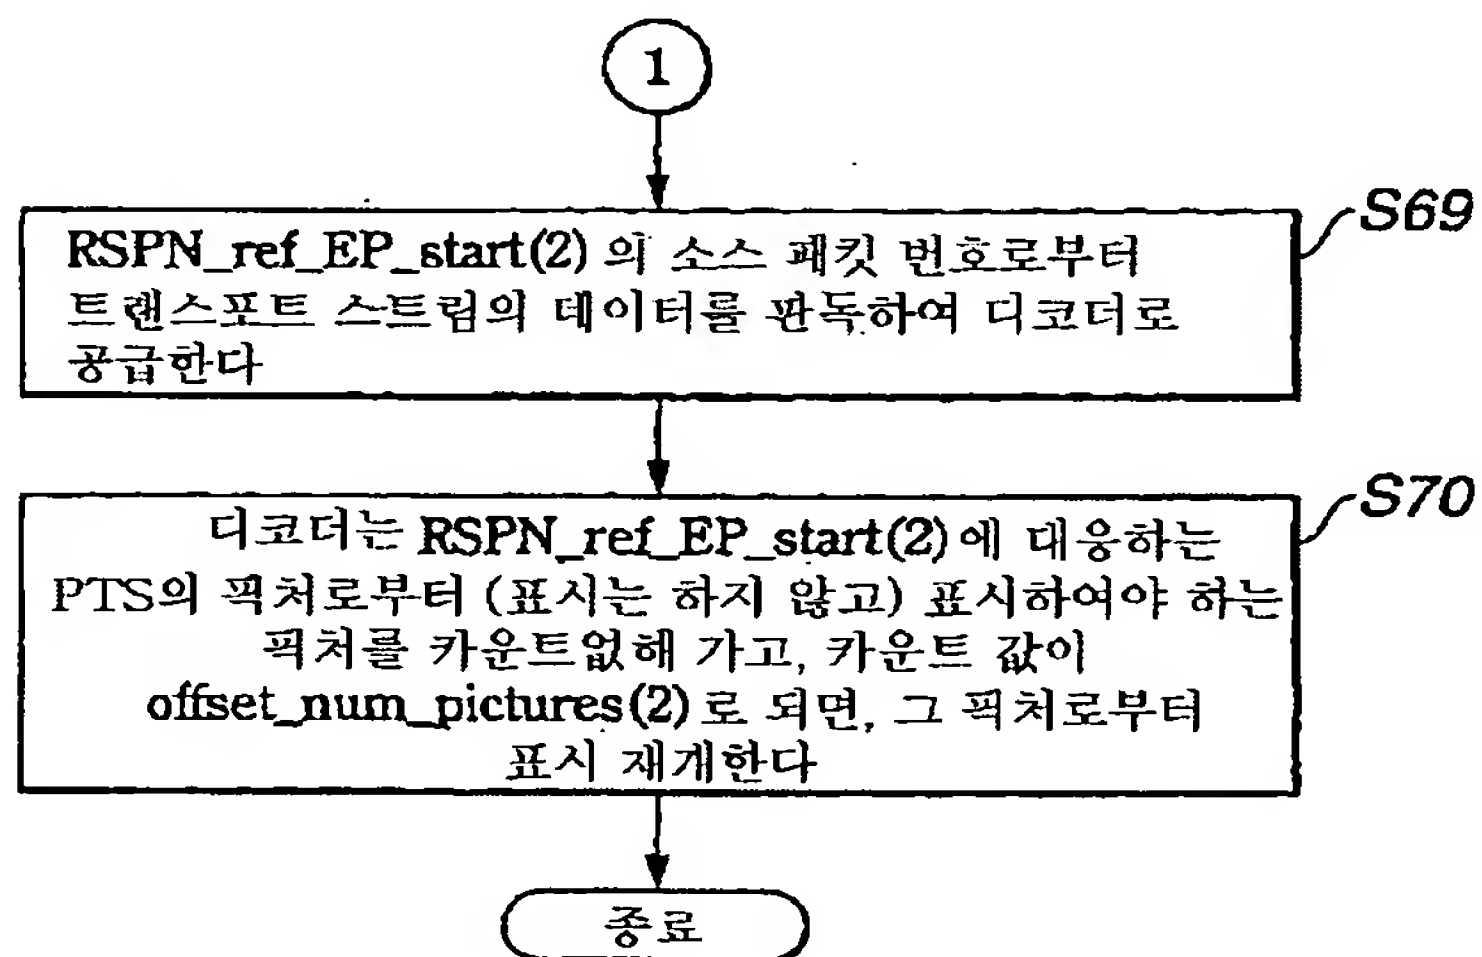 1
S69
RSPN_ref_EP_start(2) 의 소스 패킷 번호로부터
트랜스포트 스트림의 데이터를 판독하여 디코더로
공급한다
S70
디코더는 RSPN_ref_EP_start(2) 에 대응하는
PTS의 픽처로부터 (표시는 하지 않고) 표시하여야 하는
픽처를 카운트없해 가고, 카운트 값이
offset_num_pictures(2) 로 되면, 그 픽처로부터
표시 재개한다
종료